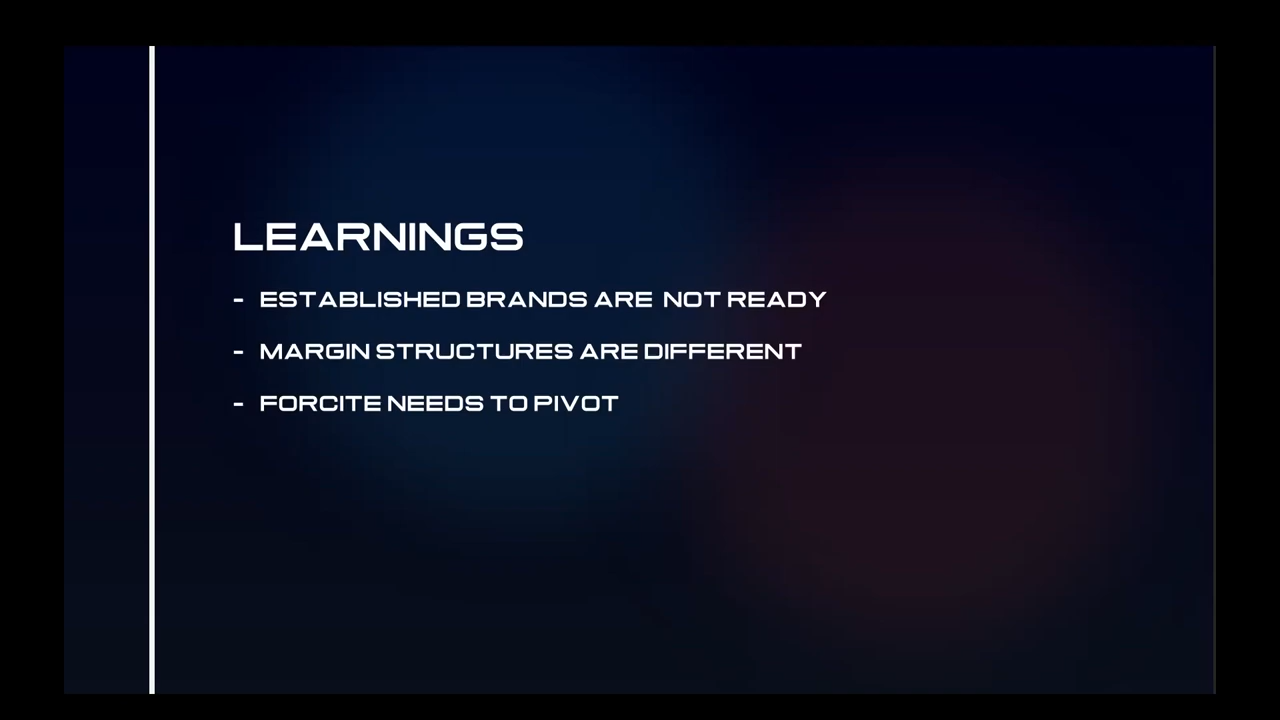 LEARNINGS
- ESTABLISHED BRANDS ARE NOT READY
- MARGIN STRUCTURES ARE DIFFERENT
- FORCITE NEEDS TO PIVOT